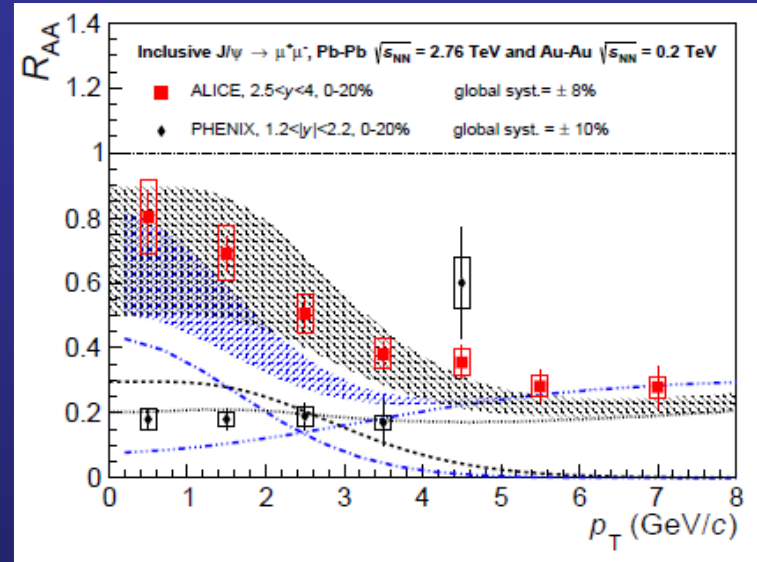 R_AA
1.4
1.2
1
0.8
0.6
0.4
0.2
0
Inclusive J/ψ → μ⁺μ⁻, Pb-Pb √s_NN = 2.76 TeV and Au-Au √s_NN = 0.2 TeV
ALICE, 2.5<y<4, 0-20% global syst.= ± 8%
PHENIX, 1.2<|y|<2.2, 0-20% global syst. = ± 10%
0 1 2 3 4 5 6 7 8
p_T (GeV/c)